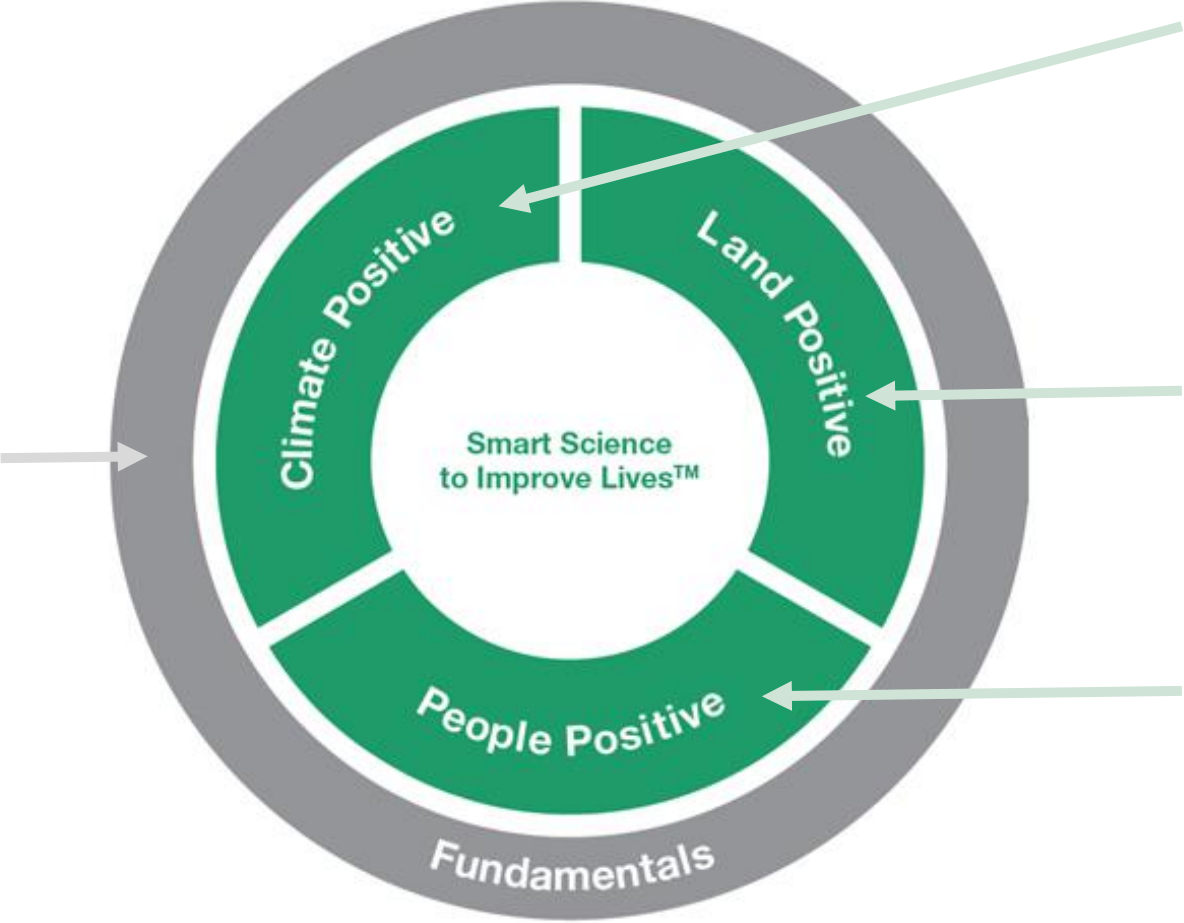 Climate Positive
Land Positive
Smart Science
to Improve Lives™
People Positive
Fundamentals